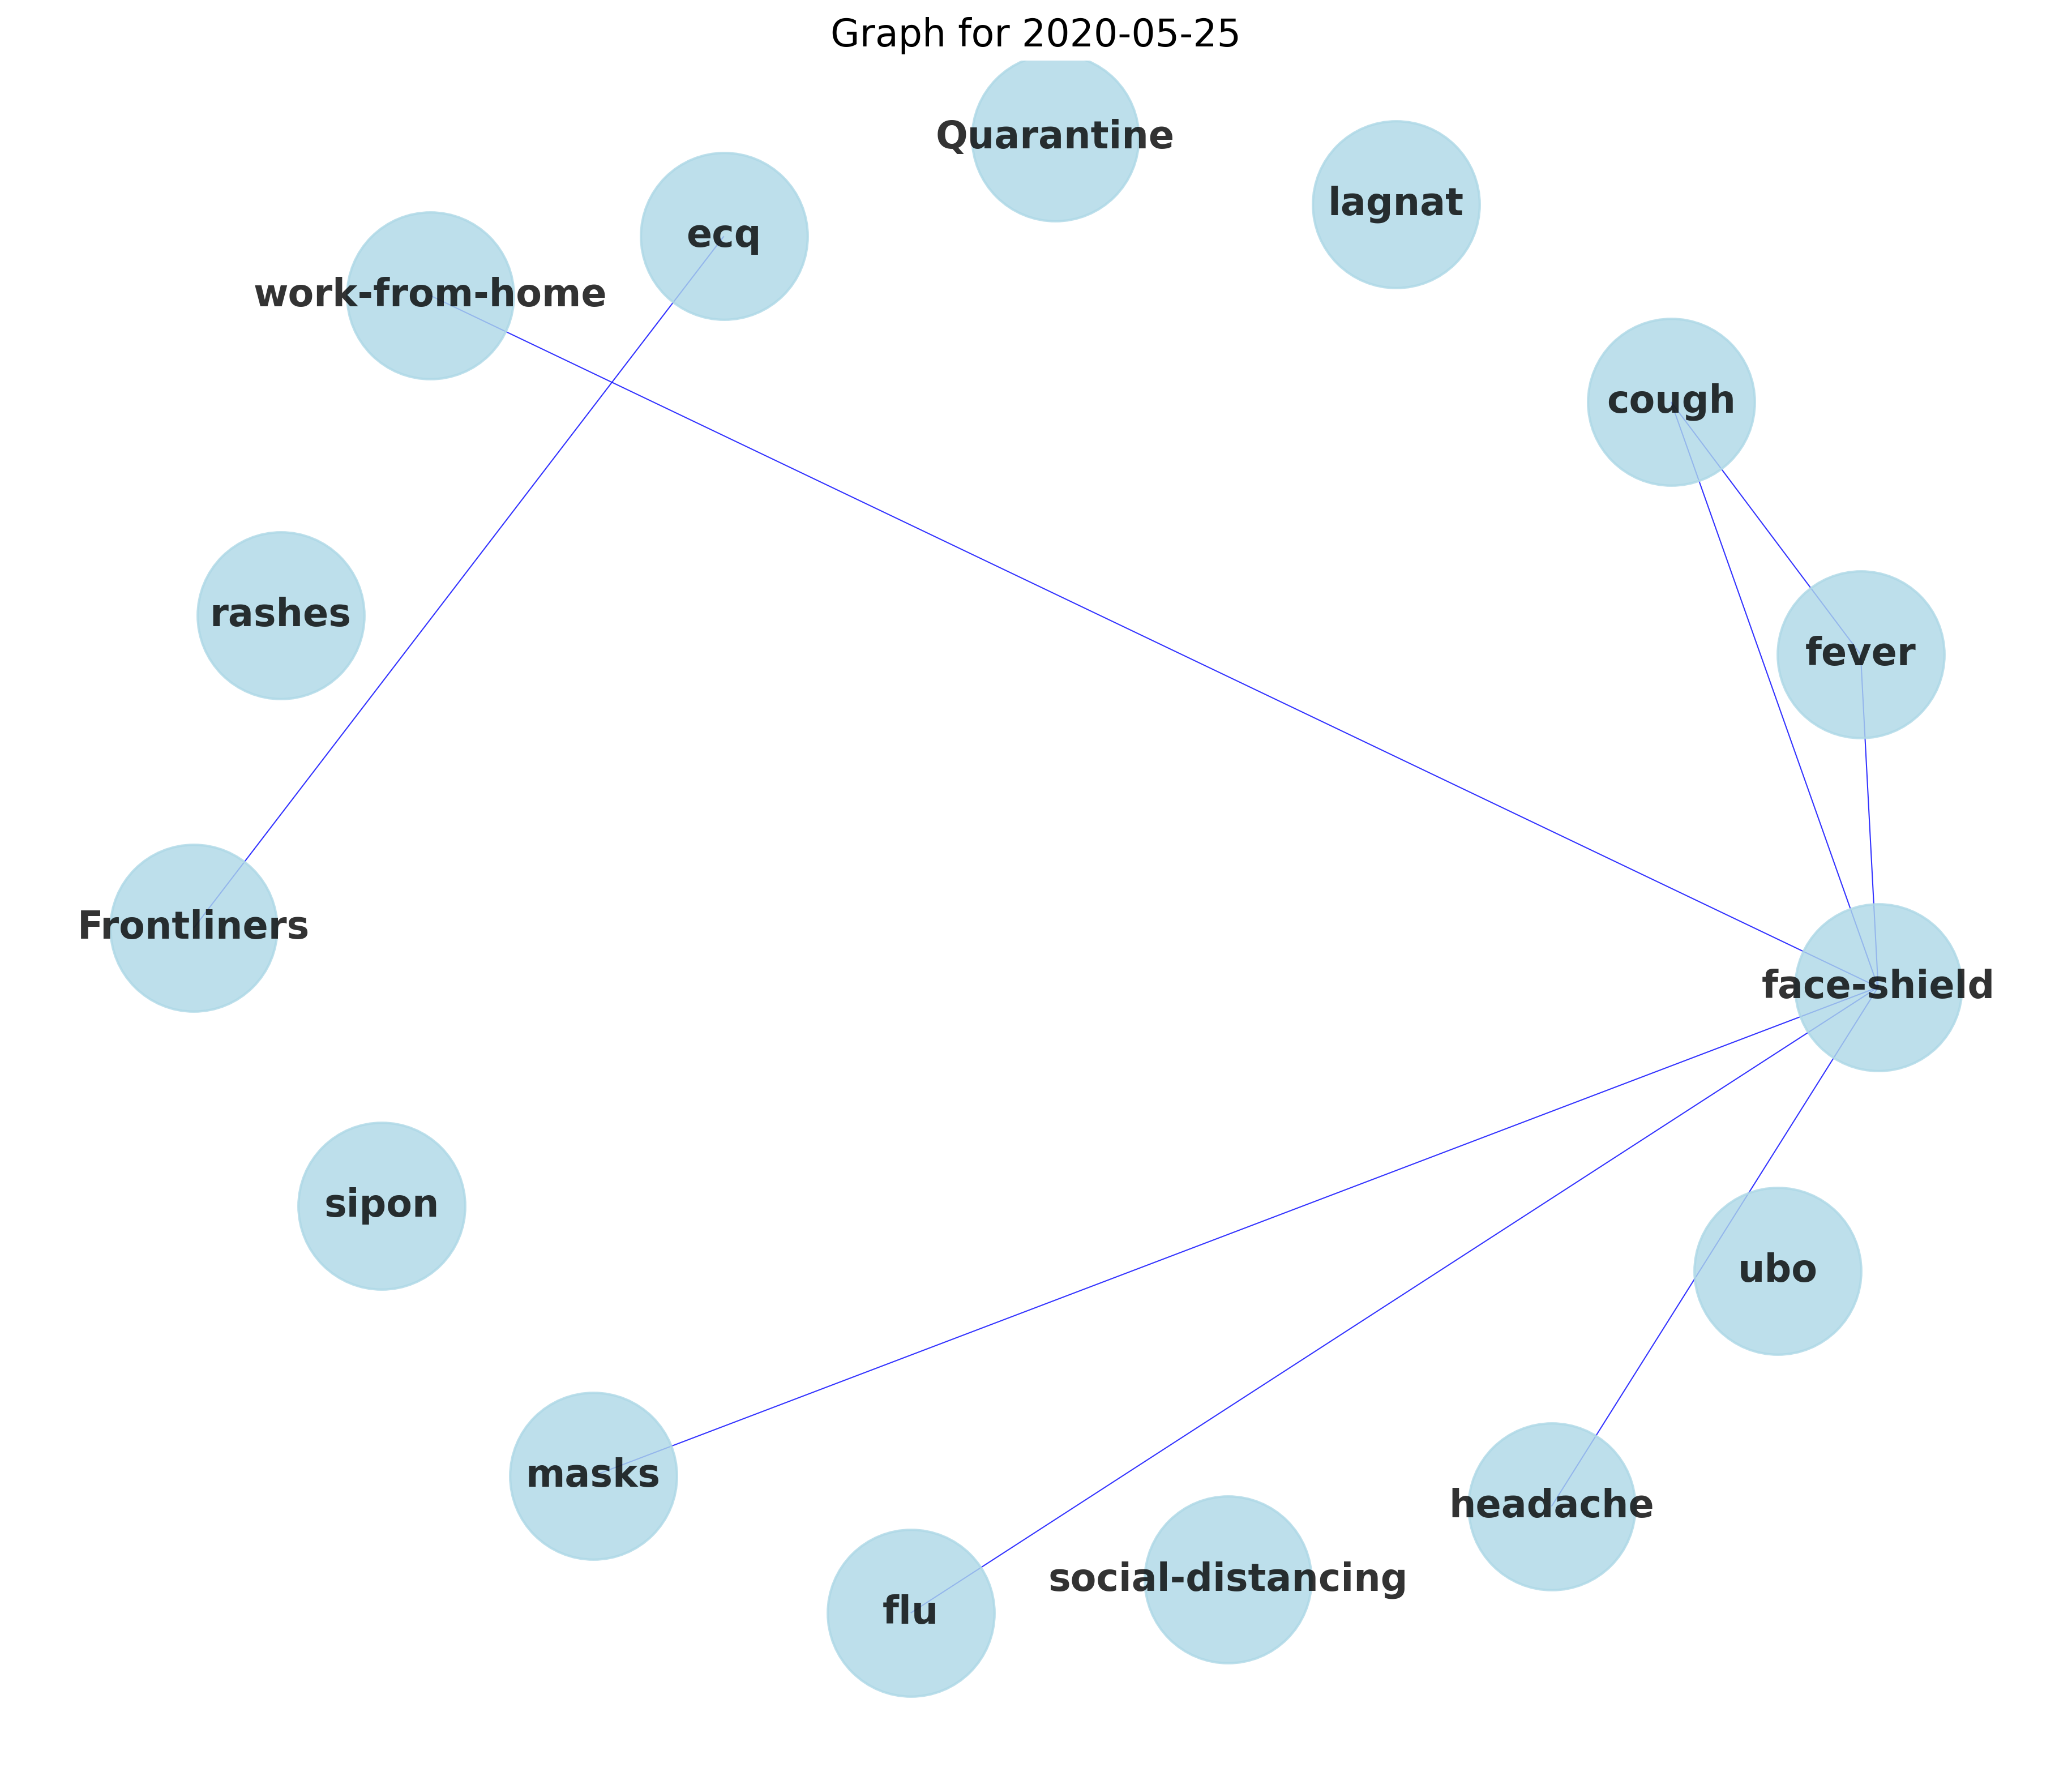 Graph for 2020-05-25
Quarantine
lagnat
ecq
work-from-home
cough
rashes
fever
Frontliners
face-shield
sipon
ubo
masks
headache
social-distancing
flu